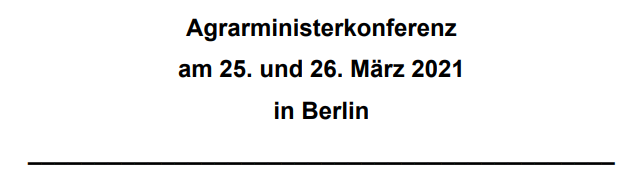 Agrarministerkonferenz
am 25. und 26. März 2021
in Berlin